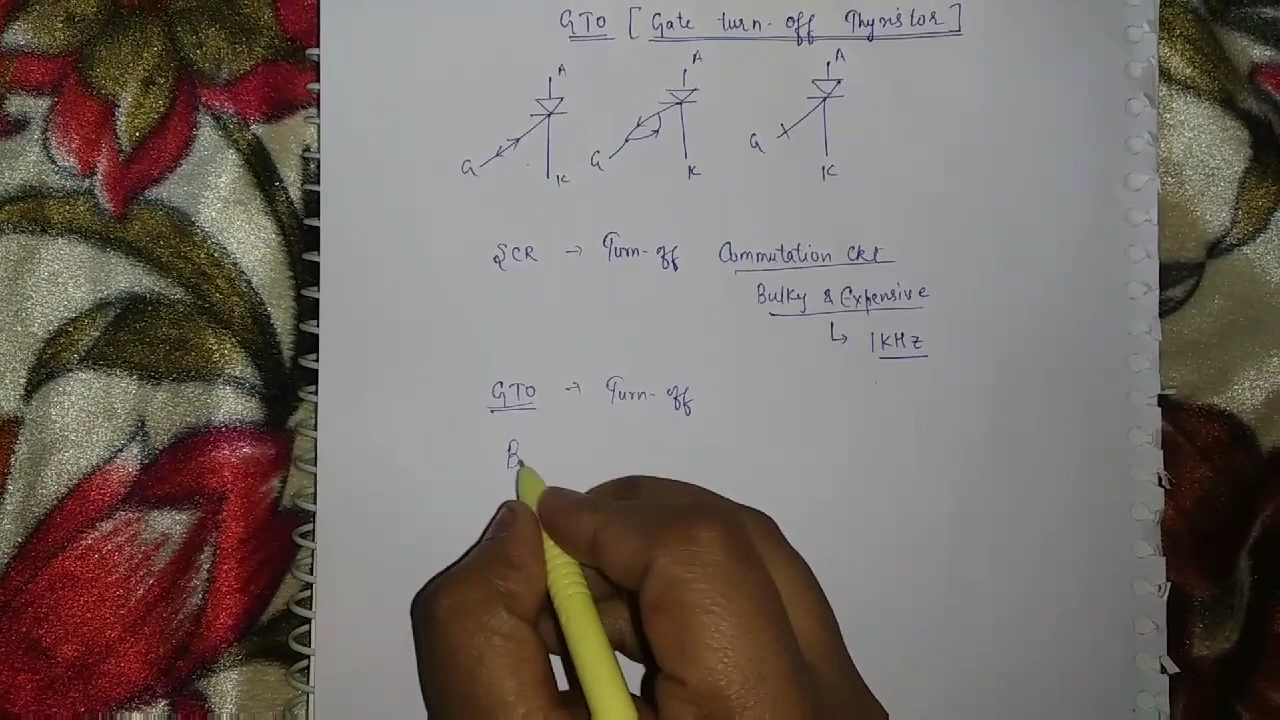 GTO [Gate turn-off Thyristor]
A A A
G K G K G K
SCR → Turn-off Commutation Ckt
Bulky & Expensive
↳ 1KHz
GTO → Turn-off
B